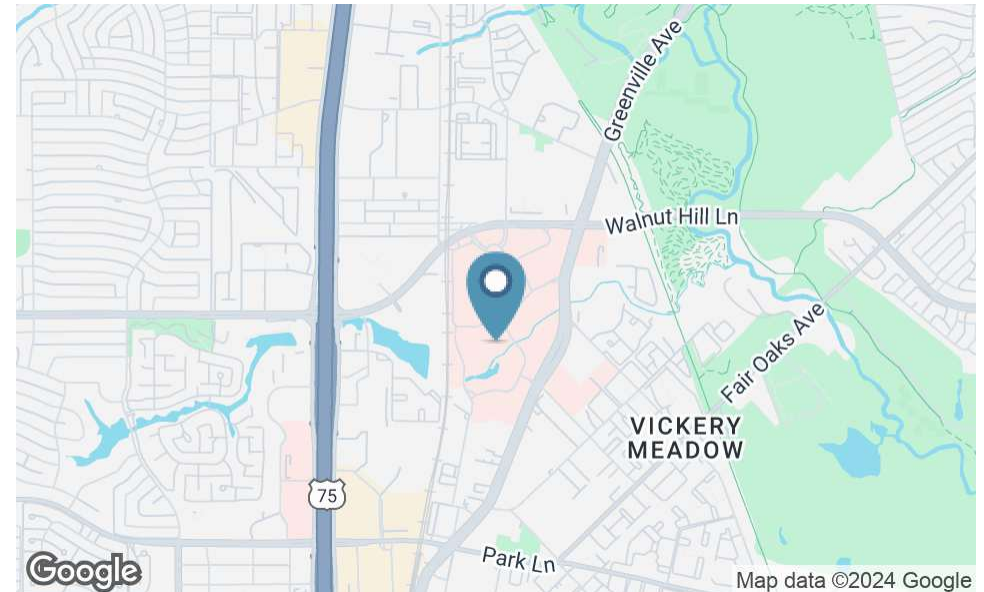 Greenville Ave
Walnut Hill Ln
Fair Oaks Ave
VICKERY
MEADOW
75
Park Ln
Google
Map data ©2024 Google